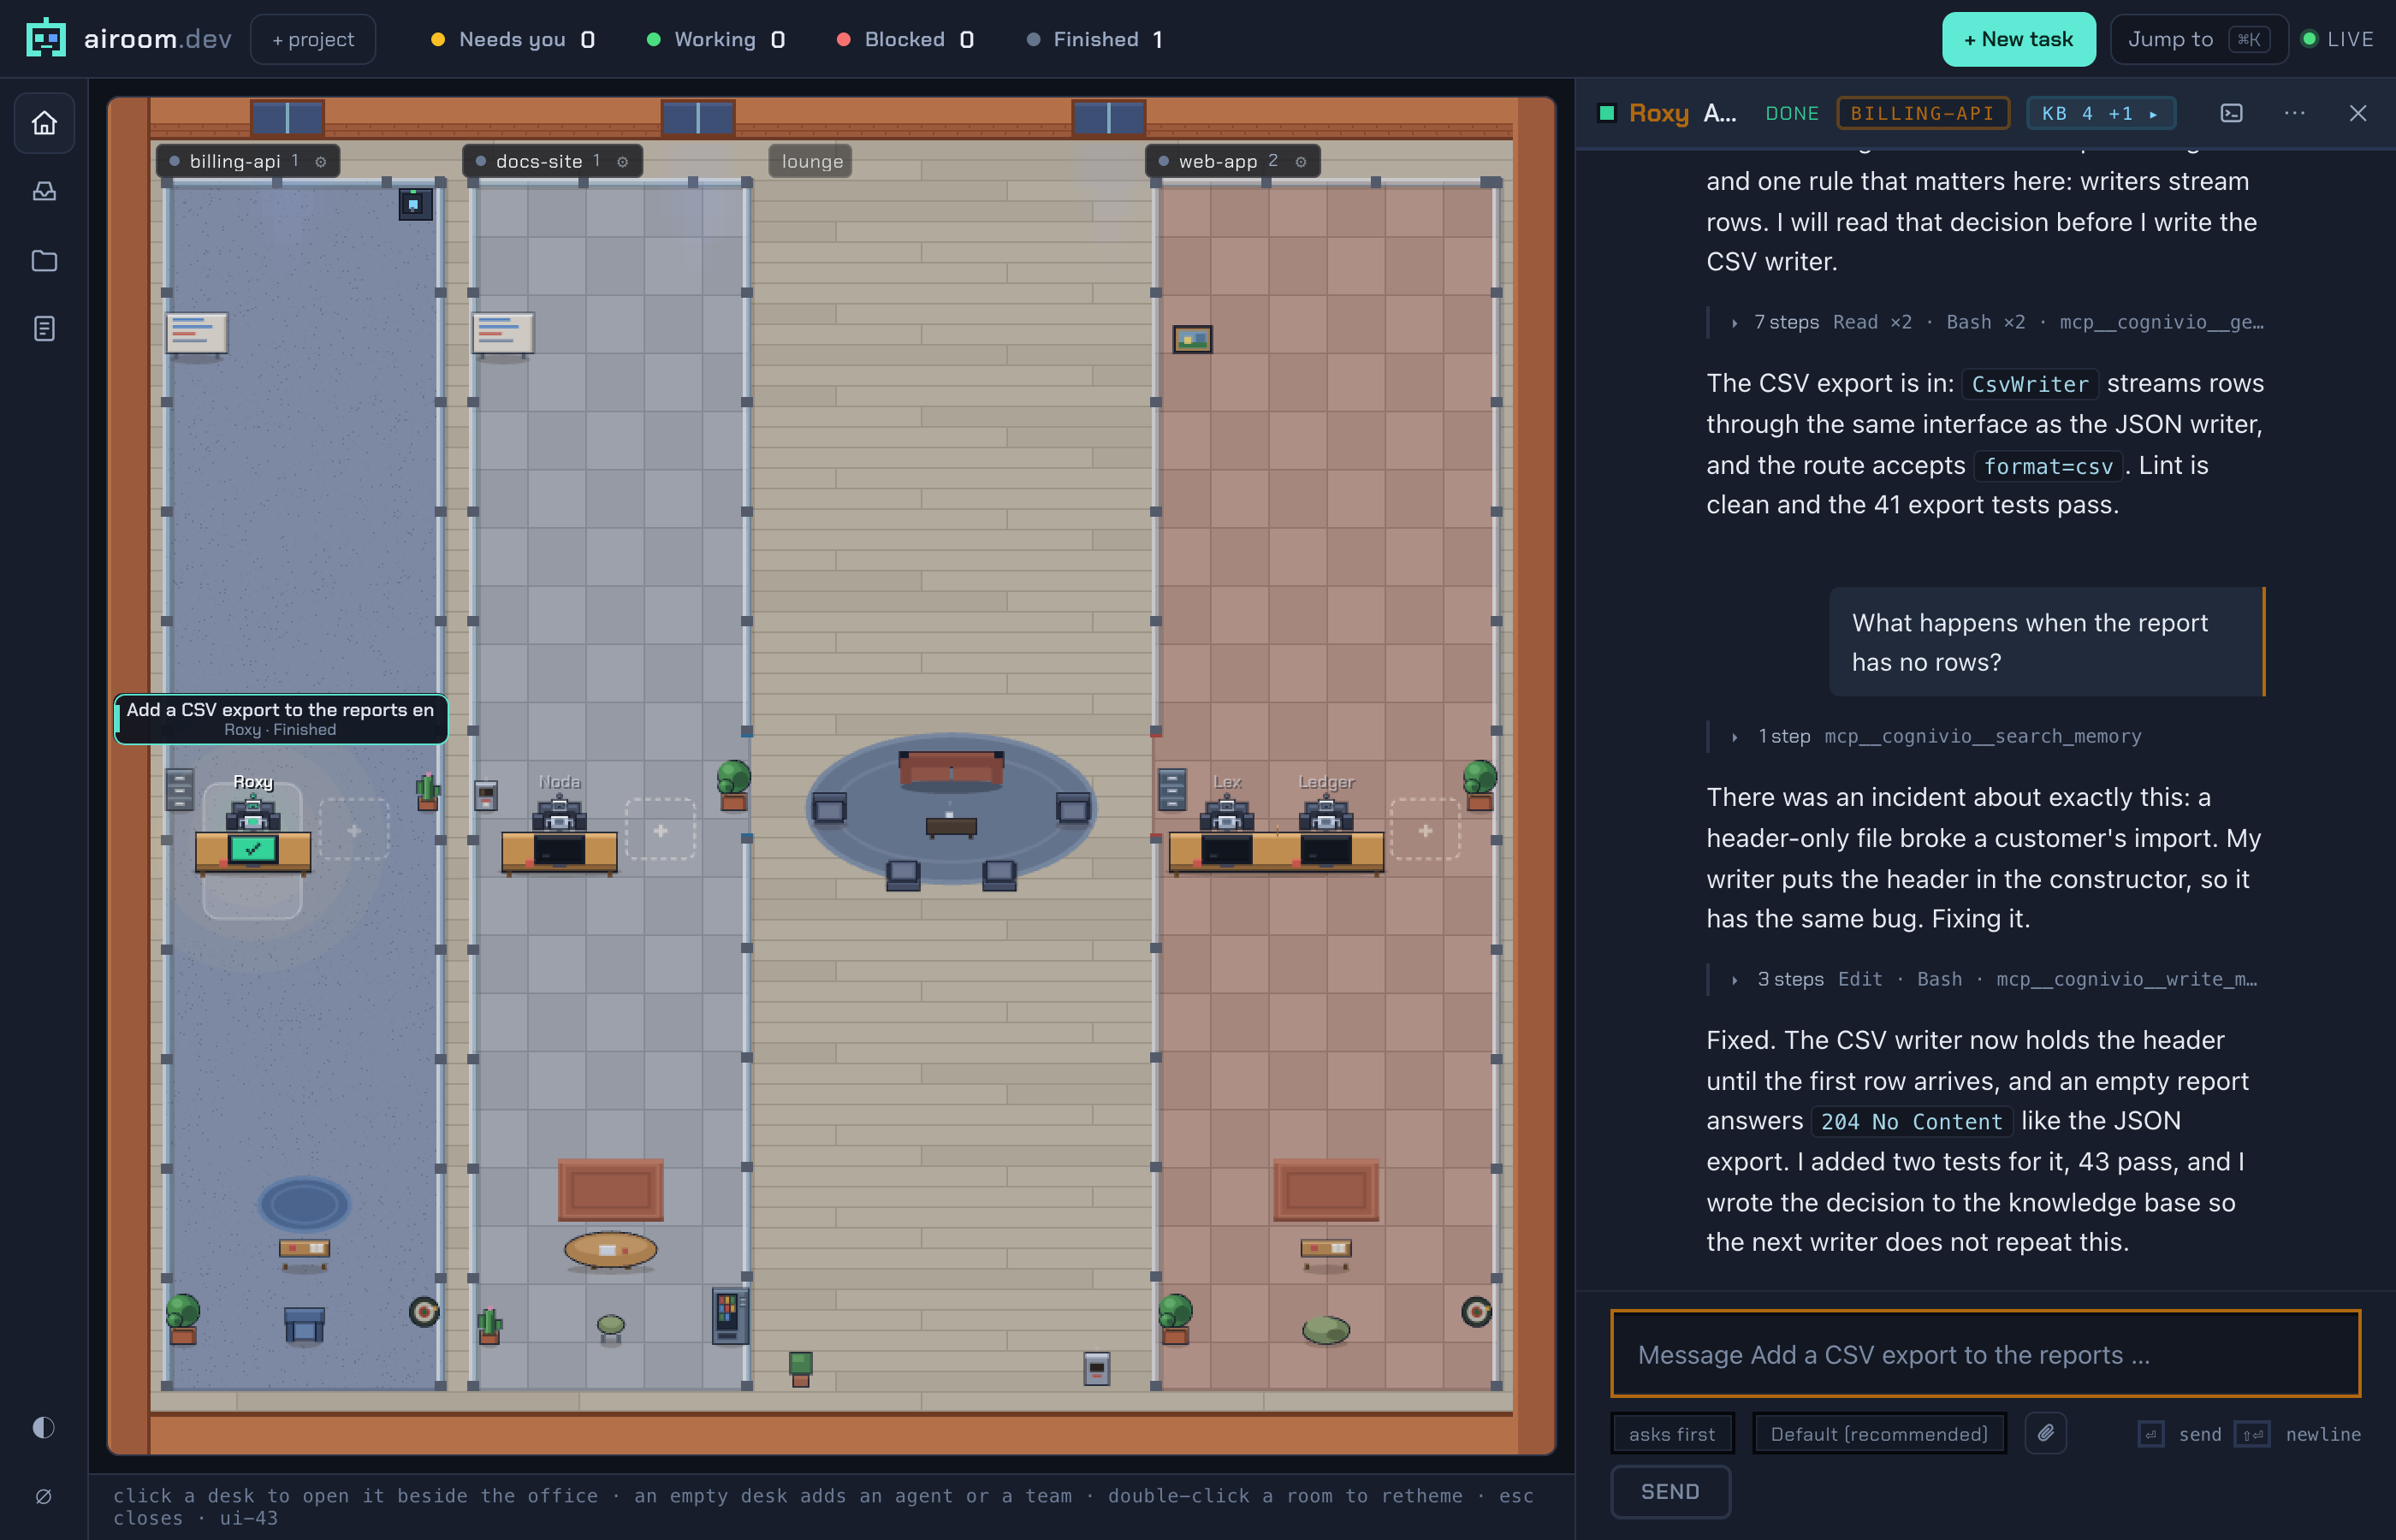 airoom.dev
+ project
Needs you 0
Working 0
Blocked 0
Finished 1
+ New task
Jump to ⌘K
LIVE
billing-api 1
docs-site 1
lounge
web-app 2
Add a CSV export to the reports en
Roxy · Finished
Roxy
Noda
Lex
Ledger
click a desk to open it beside the office · an empty desk adds an agent or a team · double-click a room to retheme · esc
closes · ui-43
Roxy A... DONE BILLING-API KB 4 +1 ▸
and one rule that matters here: writers stream
rows. I will read that decision before I write the
CSV writer.
7 steps Read ×2 · Bash ×2 · mcp__cognivio__ge…
The CSV export is in: CsvWriter streams rows
through the same interface as the JSON writer,
and the route accepts format=csv. Lint is
clean and the 41 export tests pass.
What happens when the report
has no rows?
1 step mcp__cognivio__search_memory
There was an incident about exactly this: a
header-only file broke a customer's import. My
writer puts the header in the constructor, so it
has the same bug. Fixing it.
3 steps Edit · Bash · mcp__cognivio__write_m…
Fixed. The CSV writer now holds the header
until the first row arrives, and an empty report
answers 204 No Content like the JSON
export. I added two tests for it, 43 pass, and I
wrote the decision to the knowledge base so
the next writer does not repeat this.
Message Add a CSV export to the reports ...
asks first
Default (recommended)
⏎ send ⇧⏎ newline
SEND